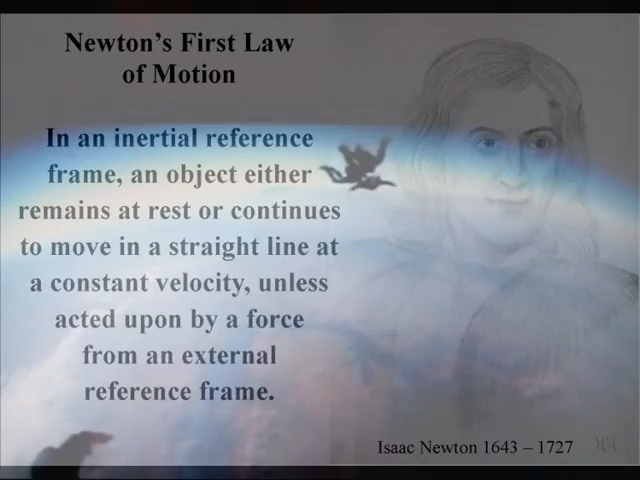 Newton's First Law
of Motion
In an inertial reference
frame, an object either
remains at rest or continues
to move in a straight line at
a constant velocity, unless
acted upon by a force
from an external
reference frame.
Isaac Newton 1643 – 1727